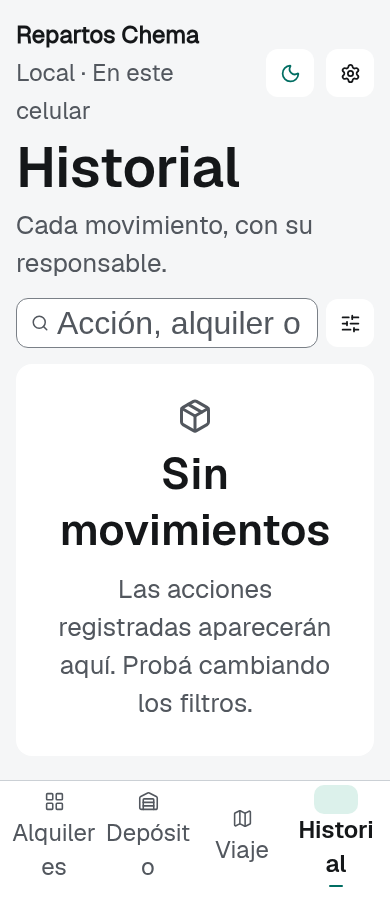 Repartos Chema
Local · En este
celular
Historial
Cada movimiento, con su
responsable.
Acción, alquiler o
Sin
movimientos
Las acciones
registradas aparecerán
aquí. Probá cambiando
los filtros.
Alquiler
es
Depósit
o
Viaje
Histori
al